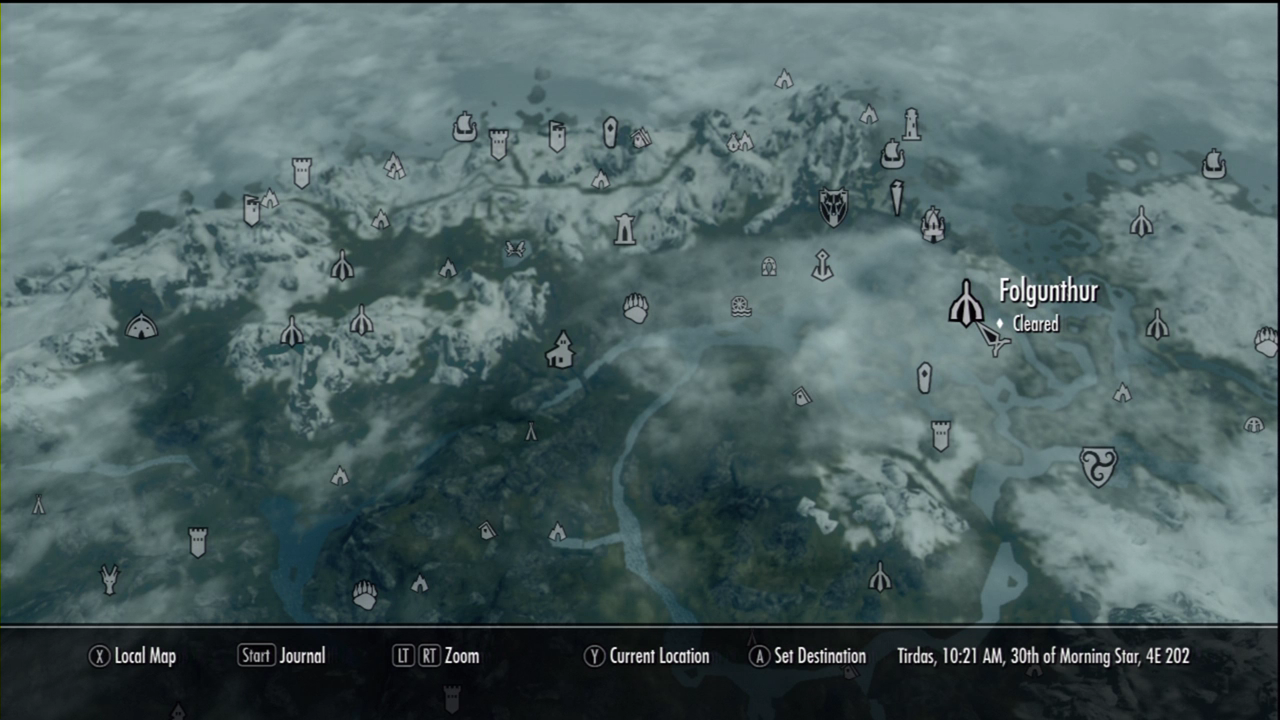 Folgunthur
Cleared
X Local Map
Start Journal
LT RT Zoom
Y Current Location
A Set Destination
Tirdas, 10:21 AM, 30th of Morning Star, 4E 202